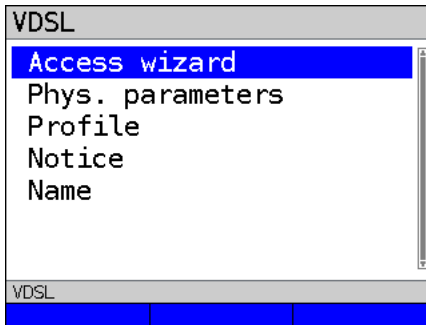 VDSL
Access wizard
Phys. parameters
Profile
Notice
Name
VDSL